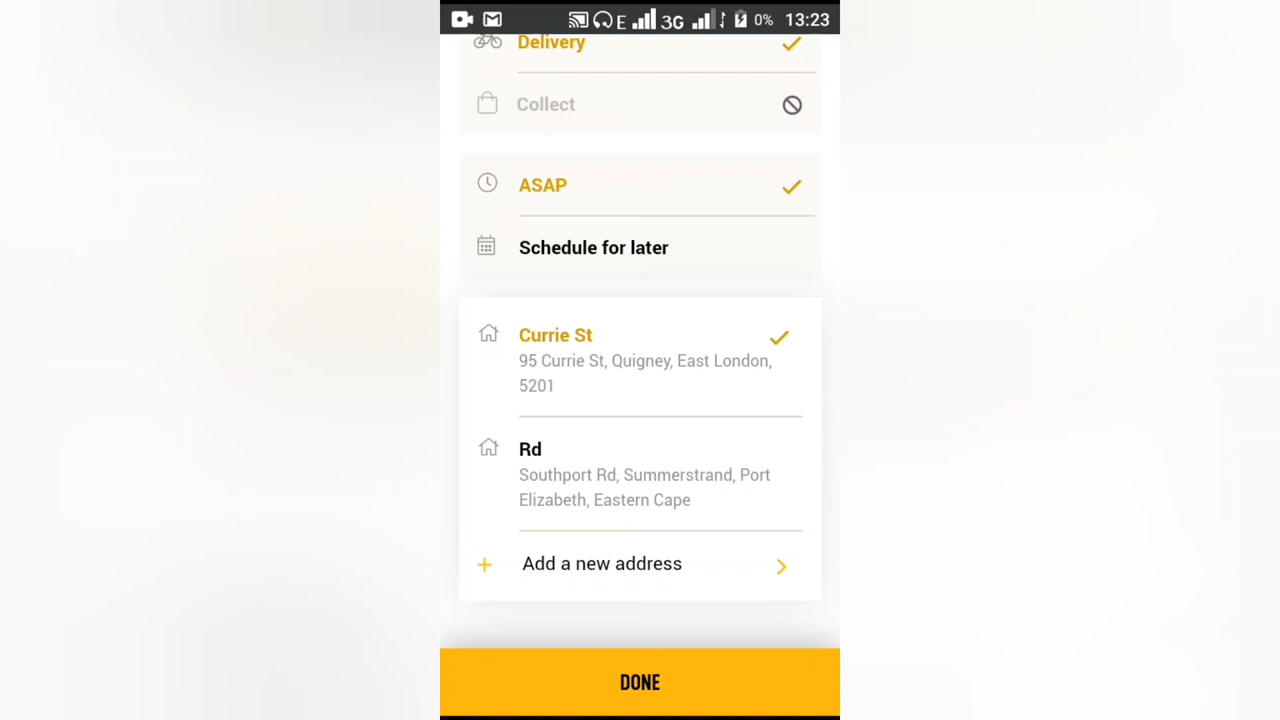 E 3G 0% 13:23
Delivery
Collect
ASAP
Schedule for later
Currie St
95 Currie St, Quigney, East London,
5201
Rd
Southport Rd, Summerstrand, Port
Elizabeth, Eastern Cape
+ Add a new address
DONE